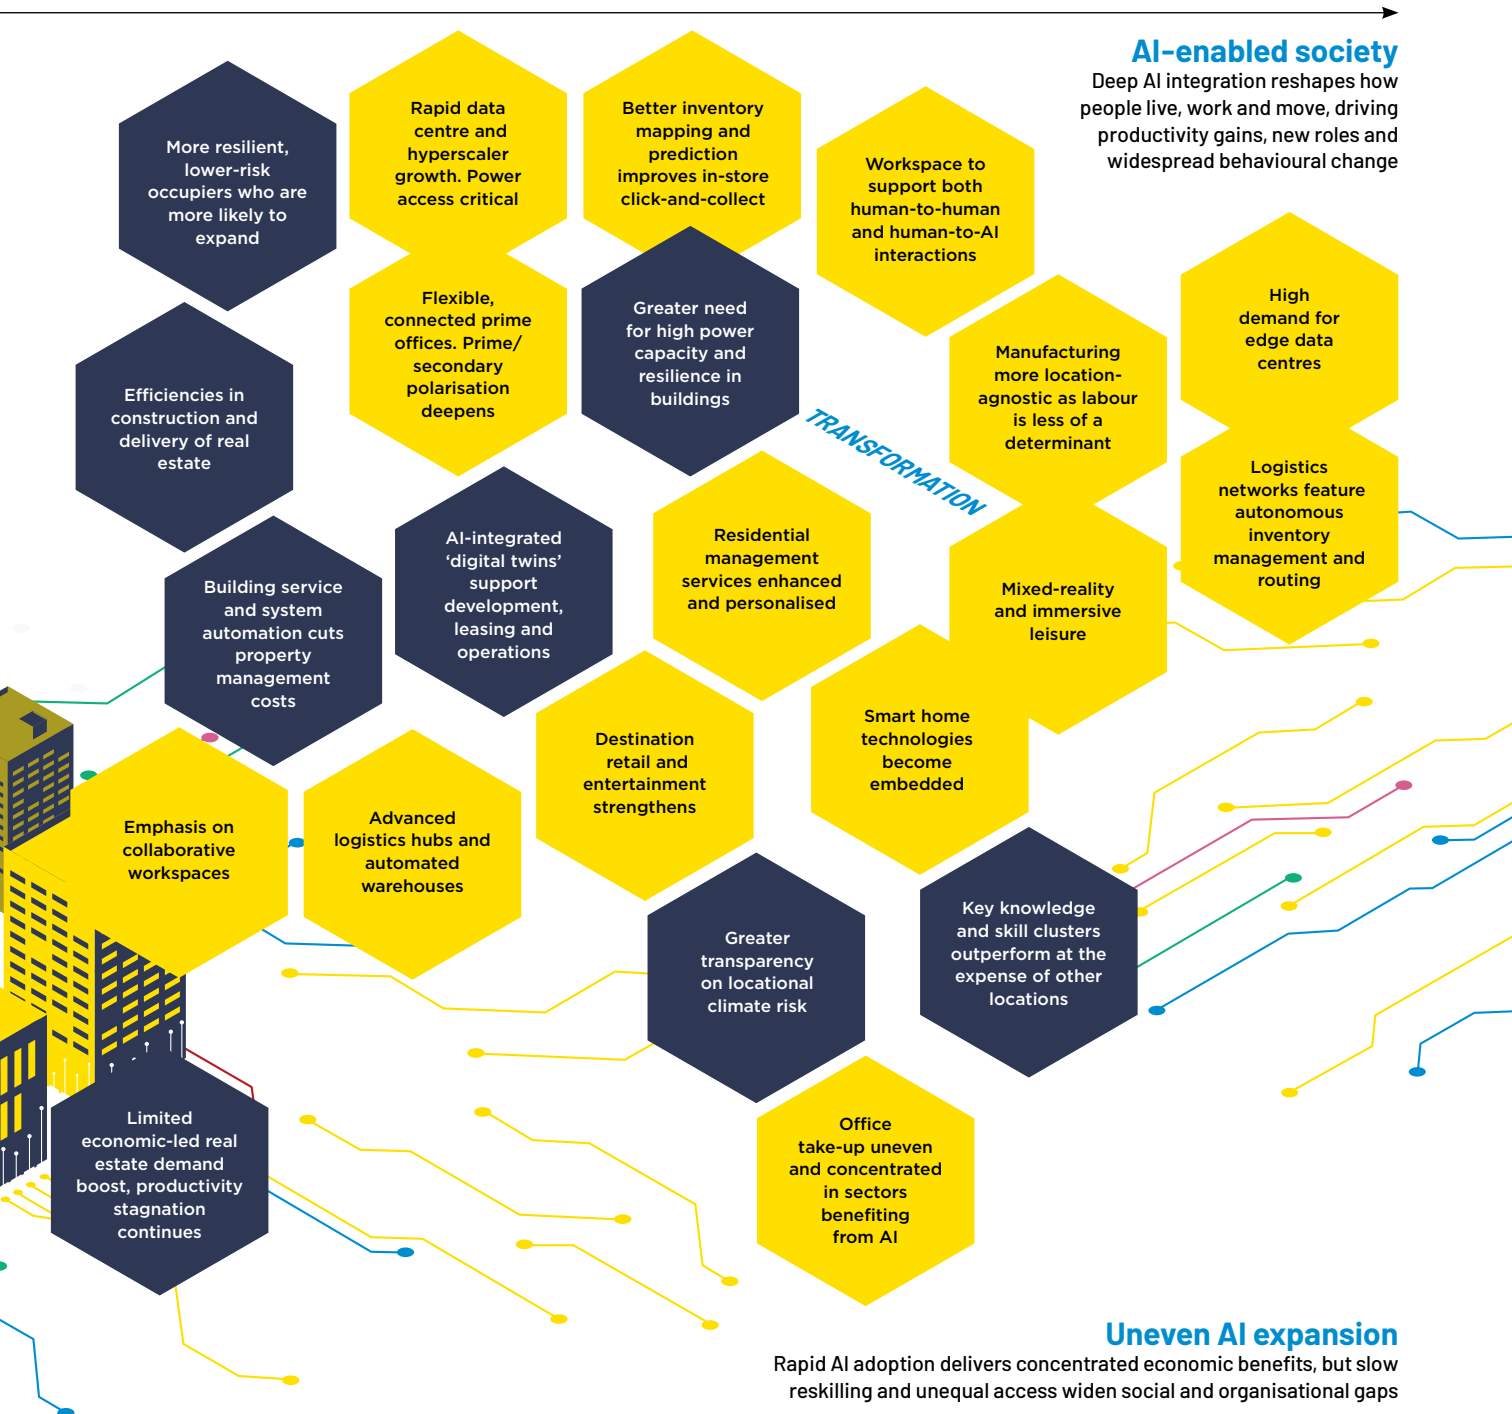 AI-enabled society
Deep AI integration reshapes how
people live, work and move, driving
productivity gains, new roles and
widespread behavioural change
More resilient,
lower-risk
occupiers who are
more likely to
expand
Rapid data
centre and
hyperscaler
growth. Power
access critical
Better inventory
mapping and
prediction
improves in-store
click-and-collect
Workspace to
support both
human-to-human
and human-to-AI
interactions
High
demand for
edge data
centres
Flexible,
connected prime
offices. Prime/
secondary
polarisation
deepens
Greater need
for high power
capacity and
resilience in
buildings
Manufacturing
more location-
agnostic as labour
is less of a
determinant
Efficiencies in
construction and
delivery of real
estate
TRANSFORMATION
Logistics
networks feature
autonomous
inventory
management and
routing
AI-integrated
‘digital twins’
support
development,
leasing and
operations
Residential
management
services enhanced
and personalised
Mixed-reality
and immersive
leisure
Building service
and system
automation cuts
property
management
costs
Destination
retail and
entertainment
strengthens
Smart home
technologies
become
embedded
Emphasis on
collaborative
workspaces
Advanced
logistics hubs and
automated
warehouses
Greater
transparency
on locational
climate risk
Key knowledge
and skill clusters
outperform at the
expense of other
locations
Limited
economic-led real
estate demand
boost, productivity
stagnation
continues
Office
take-up uneven
and concentrated
in sectors
benefiting
from AI
Uneven AI expansion
Rapid AI adoption delivers concentrated economic benefits, but slow
reskilling and unequal access widen social and organisational gaps